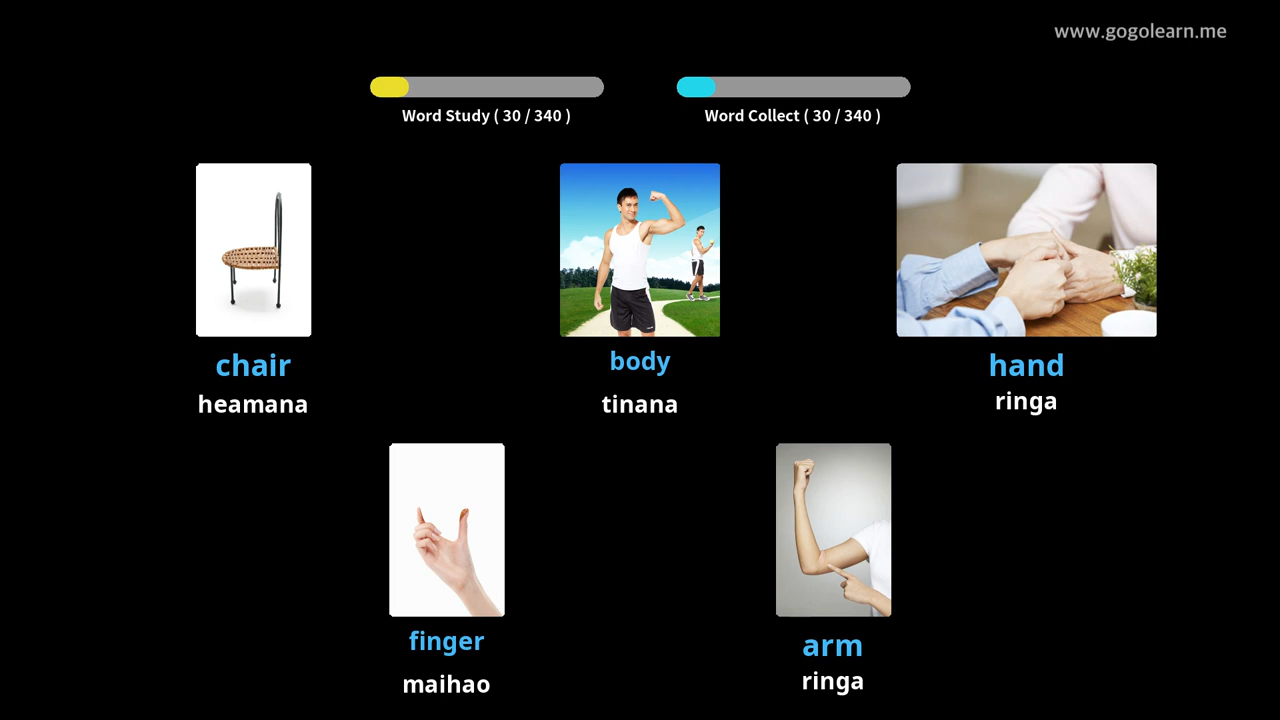 www.gogolearn.me
Word Study ( 30 / 340 )
Word Collect ( 30 / 340 )
chair
heamana
body
tinana
hand
ringa
finger
maihao
arm
ringa